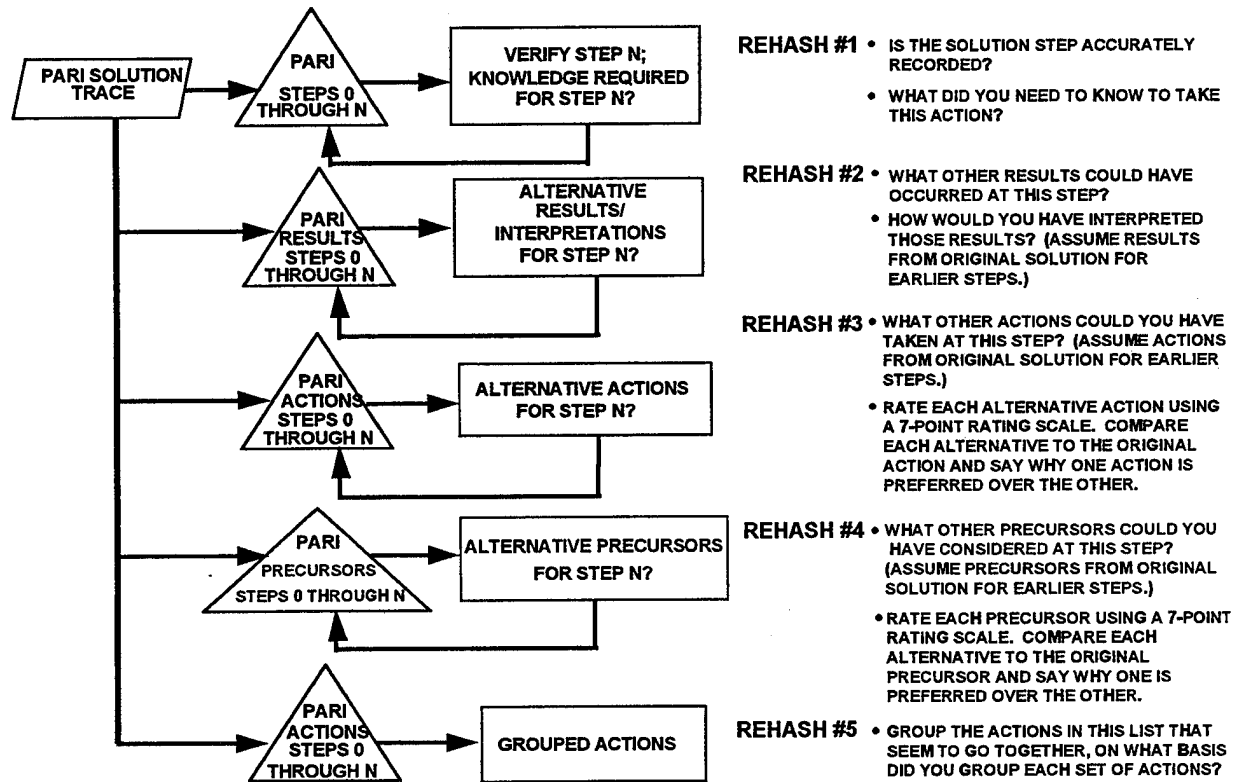 PARI SOLUTION
TRACE
PARI
STEPS 0
THROUGH N
VERIFY STEP N;
KNOWLEDGE REQUIRED
FOR STEP N?
REHASH #1 • IS THE SOLUTION STEP ACCURATELY
RECORDED?
• WHAT DID YOU NEED TO KNOW TO TAKE
THIS ACTION?
PARI
RESULTS
STEPS 0
THROUGH N
ALTERNATIVE
RESULTS/
INTERPRETATIONS
FOR STEP N?
REHASH #2 • WHAT OTHER RESULTS COULD HAVE
OCCURRED AT THIS STEP?
• HOW WOULD YOU HAVE INTERPRETED
THOSE RESULTS? (ASSUME RESULTS
FROM ORIGINAL SOLUTION FOR
EARLIER STEPS.)
PARI
ACTIONS
STEPS 0
THROUGH N
ALTERNATIVE ACTIONS
FOR STEP N?
REHASH #3 • WHAT OTHER ACTIONS COULD YOU HAVE
TAKEN AT THIS STEP? (ASSUME ACTIONS
FROM ORIGINAL SOLUTION FOR EARLIER
STEPS.)
• RATE EACH ALTERNATIVE ACTION USING
A 7-POINT RATING SCALE. COMPARE
EACH ALTERNATIVE TO THE ORIGINAL
ACTION AND SAY WHY ONE ACTION IS
PREFERRED OVER THE OTHER.
PARI
PRECURSORS
STEPS 0 THROUGH N
ALTERNATIVE PRECURSORS
FOR STEP N?
REHASH #4 • WHAT OTHER PRECURSORS COULD YOU
HAVE CONSIDERED AT THIS STEP?
(ASSUME PRECURSORS FROM ORIGINAL
SOLUTION FOR EARLIER STEPS.)
• RATE EACH PRECURSOR USING A 7-POINT
RATING SCALE. COMPARE EACH
ALTERNATIVE TO THE ORIGINAL
PRECURSOR AND SAY WHY ONE IS
PREFERRED OVER THE OTHER.
PARI
ACTIONS
STEPS 0
THROUGH N
GROUPED ACTIONS
REHASH #5 • GROUP THE ACTIONS IN THIS LIST THAT
SEEM TO GO TOGETHER, ON WHAT BASIS
DID YOU GROUP EACH SET OF ACTIONS?